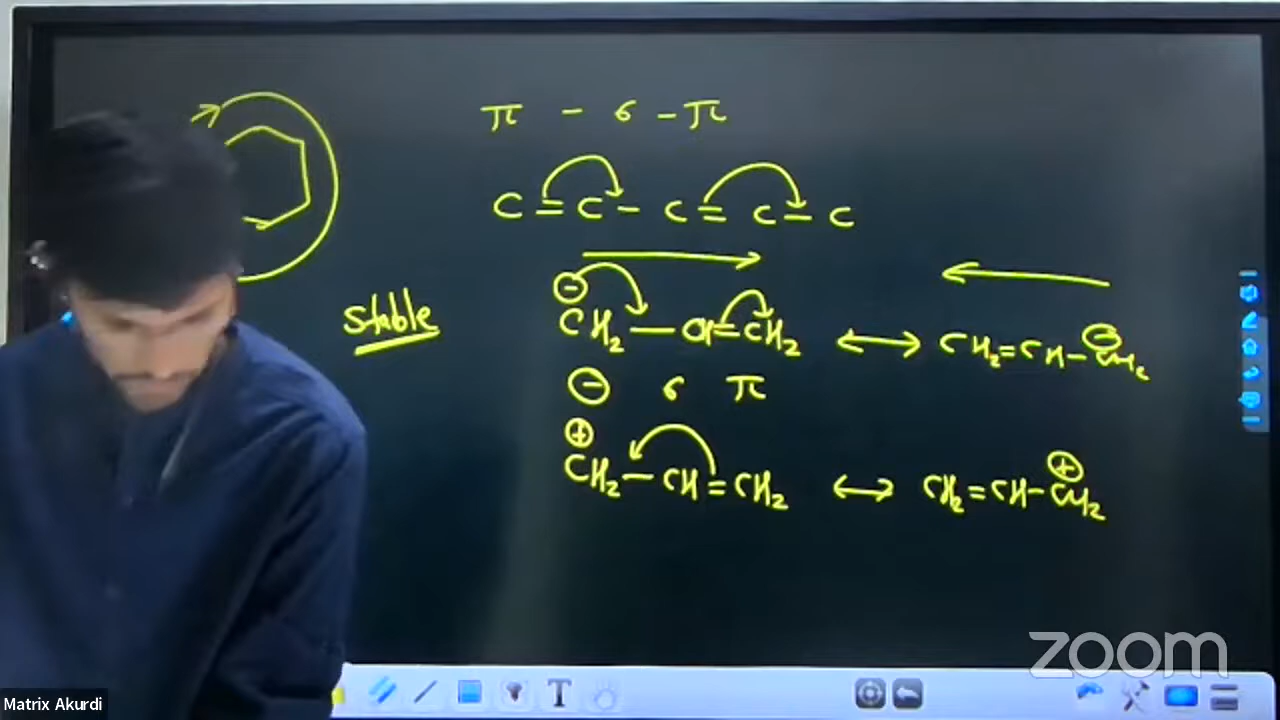 π - σ - π
C = C - C = C - C
Stable
⊖
CH₂ — CH = CH₂ ↔ CH₂ = CH - CH₂ ⊖
⊖ σ π
⊕
CH₂ — CH = CH₂ ↔ CH₂ = CH - CH₂ ⊕
zoom
T
Matrix Akurdi